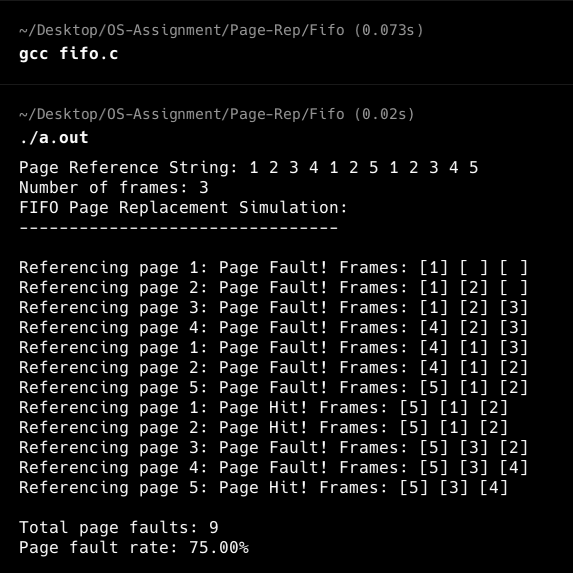 ~/Desktop/OS-Assignment/Page-Rep/Fifo (0.073s)
gcc fifo.c
~/Desktop/OS-Assignment/Page-Rep/Fifo (0.02s)
./a.out
Page Reference String: 1 2 3 4 1 2 5 1 2 3 4 5
Number of frames: 3
FIFO Page Replacement Simulation:
--------------------------------
Referencing page 1: Page Fault! Frames: [1] [ ] [ ]
Referencing page 2: Page Fault! Frames: [1] [2] [ ]
Referencing page 3: Page Fault! Frames: [1] [2] [3]
Referencing page 4: Page Fault! Frames: [4] [2] [3]
Referencing page 1: Page Fault! Frames: [4] [1] [3]
Referencing page 2: Page Fault! Frames: [4] [1] [2]
Referencing page 5: Page Fault! Frames: [5] [1] [2]
Referencing page 1: Page Hit! Frames: [5] [1] [2]
Referencing page 2: Page Hit! Frames: [5] [1] [2]
Referencing page 3: Page Fault! Frames: [5] [3] [2]
Referencing page 4: Page Fault! Frames: [5] [3] [4]
Referencing page 5: Page Hit! Frames: [5] [3] [4]
Total page faults: 9
Page fault rate: 75.00%